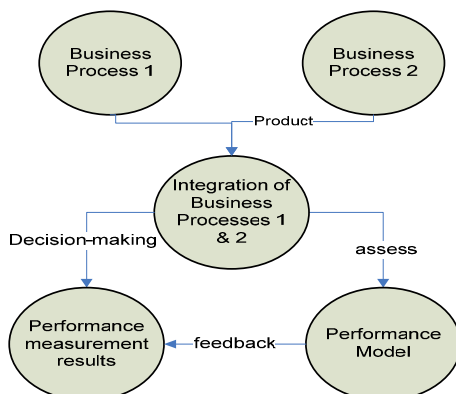 Business
Process 1
Business
Process 2
Product
Integration of
Business
Processes 1
& 2
Decision-making
assess
Performance
measurement
results
feedback
Performance
Model